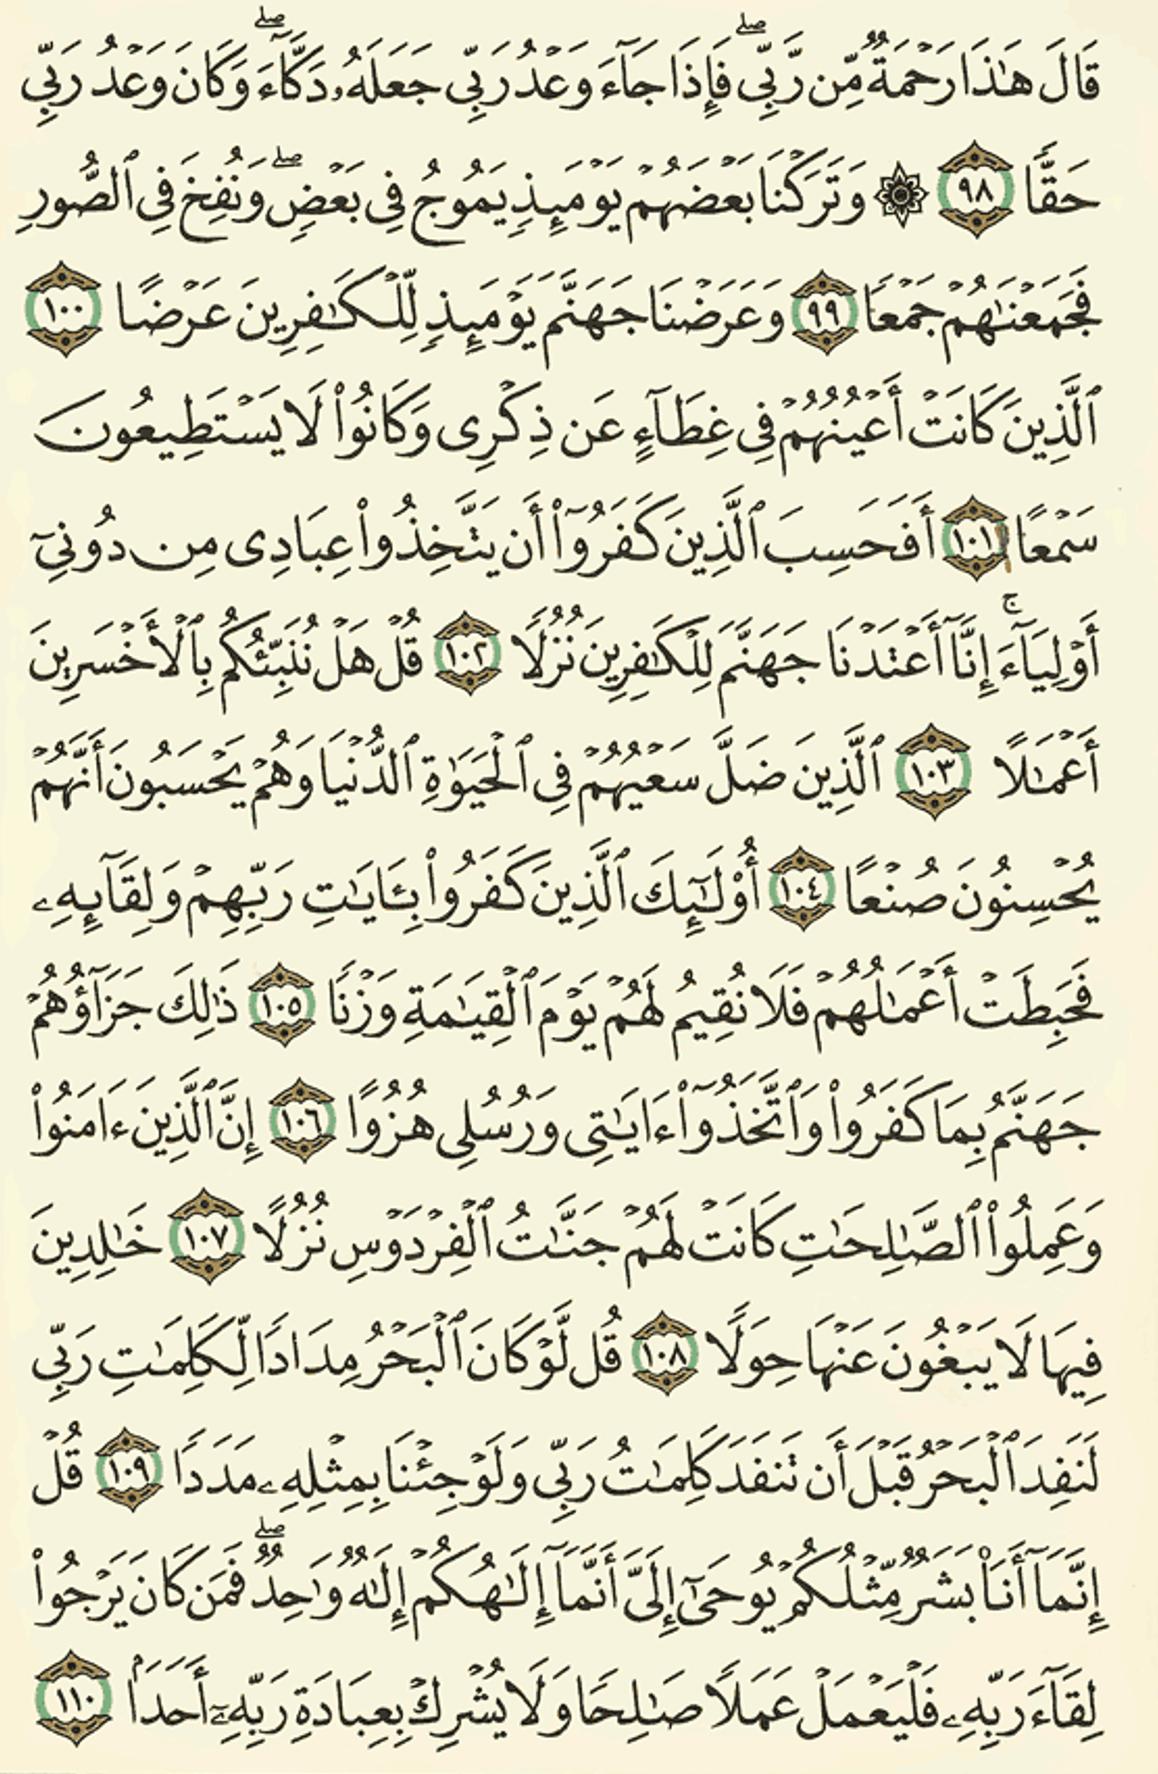 قَالَ هَٰذَا رَحْمَةٌ مِّن رَّبِّي ۖ فَإِذَا جَآءَ وَعْدُ رَبِّي جَعَلَهُۥ دَكَّآءَ ۖ وَكَانَ وَعْدُ رَبِّي
حَقًّا ٩٨ ۞ وَتَرَكْنَا بَعْضَهُمْ يَوْمَئِذٍ يَمُوجُ فِي بَعْضٍ ۖ وَنُفِخَ فِي ٱلصُّورِ
فَجَمَعْنَٰهُمْ جَمْعًا ٩٩ وَعَرَضْنَا جَهَنَّمَ يَوْمَئِذٍ لِّلْكَٰفِرِينَ عَرْضًا ١٠٠
ٱلَّذِينَ كَانَتْ أَعْيُنُهُمْ فِي غِطَآءٍ عَن ذِكْرِي وَكَانُوا۟ لَا يَسْتَطِيعُونَ
سَمْعًا ١٠١ أَفَحَسِبَ ٱلَّذِينَ كَفَرُوٓا۟ أَن يَتَّخِذُوا۟ عِبَادِي مِن دُونِيٓ
أَوْلِيَآءَ ۚ إِنَّآ أَعْتَدْنَا جَهَنَّمَ لِلْكَٰفِرِينَ نُزُلًا ١٠٢ قُلْ هَلْ نُنَبِّئُكُم بِٱلْأَخْسَرِينَ
أَعْمَٰلًا ١٠٣ ٱلَّذِينَ ضَلَّ سَعْيُهُمْ فِي ٱلْحَيَوٰةِ ٱلدُّنْيَا وَهُمْ يَحْسَبُونَ أَنَّهُمْ
يُحْسِنُونَ صُنْعًا ١٠٤ أُو۟لَٰٓئِكَ ٱلَّذِينَ كَفَرُوا۟ بِـَٔايَٰتِ رَبِّهِمْ وَلِقَآئِهِۦ
فَحَبِطَتْ أَعْمَٰلُهُمْ فَلَا نُقِيمُ لَهُمْ يَوْمَ ٱلْقِيَٰمَةِ وَزْنًا ١٠٥ ذَٰلِكَ جَزَآؤُهُمْ
جَهَنَّمُ بِمَا كَفَرُوا۟ وَٱتَّخَذُوٓا۟ ءَايَٰتِي وَرُسُلِي هُزُوًا ١٠٦ إِنَّ ٱلَّذِينَ ءَامَنُوا۟
وَعَمِلُوا۟ ٱلصَّٰلِحَٰتِ كَانَتْ لَهُمْ جَنَّٰتُ ٱلْفِرْدَوْسِ نُزُلًا ١٠٧ خَٰلِدِينَ
فِيهَا لَا يَبْغُونَ عَنْهَا حِوَلًا ١٠٨ قُل لَّوْ كَانَ ٱلْبَحْرُ مِدَادًا لِّكَلِمَٰتِ رَبِّي
لَنَفِدَ ٱلْبَحْرُ قَبْلَ أَن تَنفَدَ كَلِمَٰتُ رَبِّي وَلَوْ جِئْنَا بِمِثْلِهِۦ مَدَدًا ١٠٩ قُلْ
إِنَّمَآ أَنَا۠ بَشَرٌ مِّثْلُكُمْ يُوحَىٰٓ إِلَيَّ أَنَّمَآ إِلَٰهُكُمْ إِلَٰهٌ وَٰحِدٌ ۖ فَمَن كَانَ يَرْجُوا۟
لِقَآءَ رَبِّهِۦ فَلْيَعْمَلْ عَمَلًا صَٰلِحًا وَلَا يُشْرِكْ بِعِبَادَةِ رَبِّهِۦٓ أَحَدًۢا ١١٠